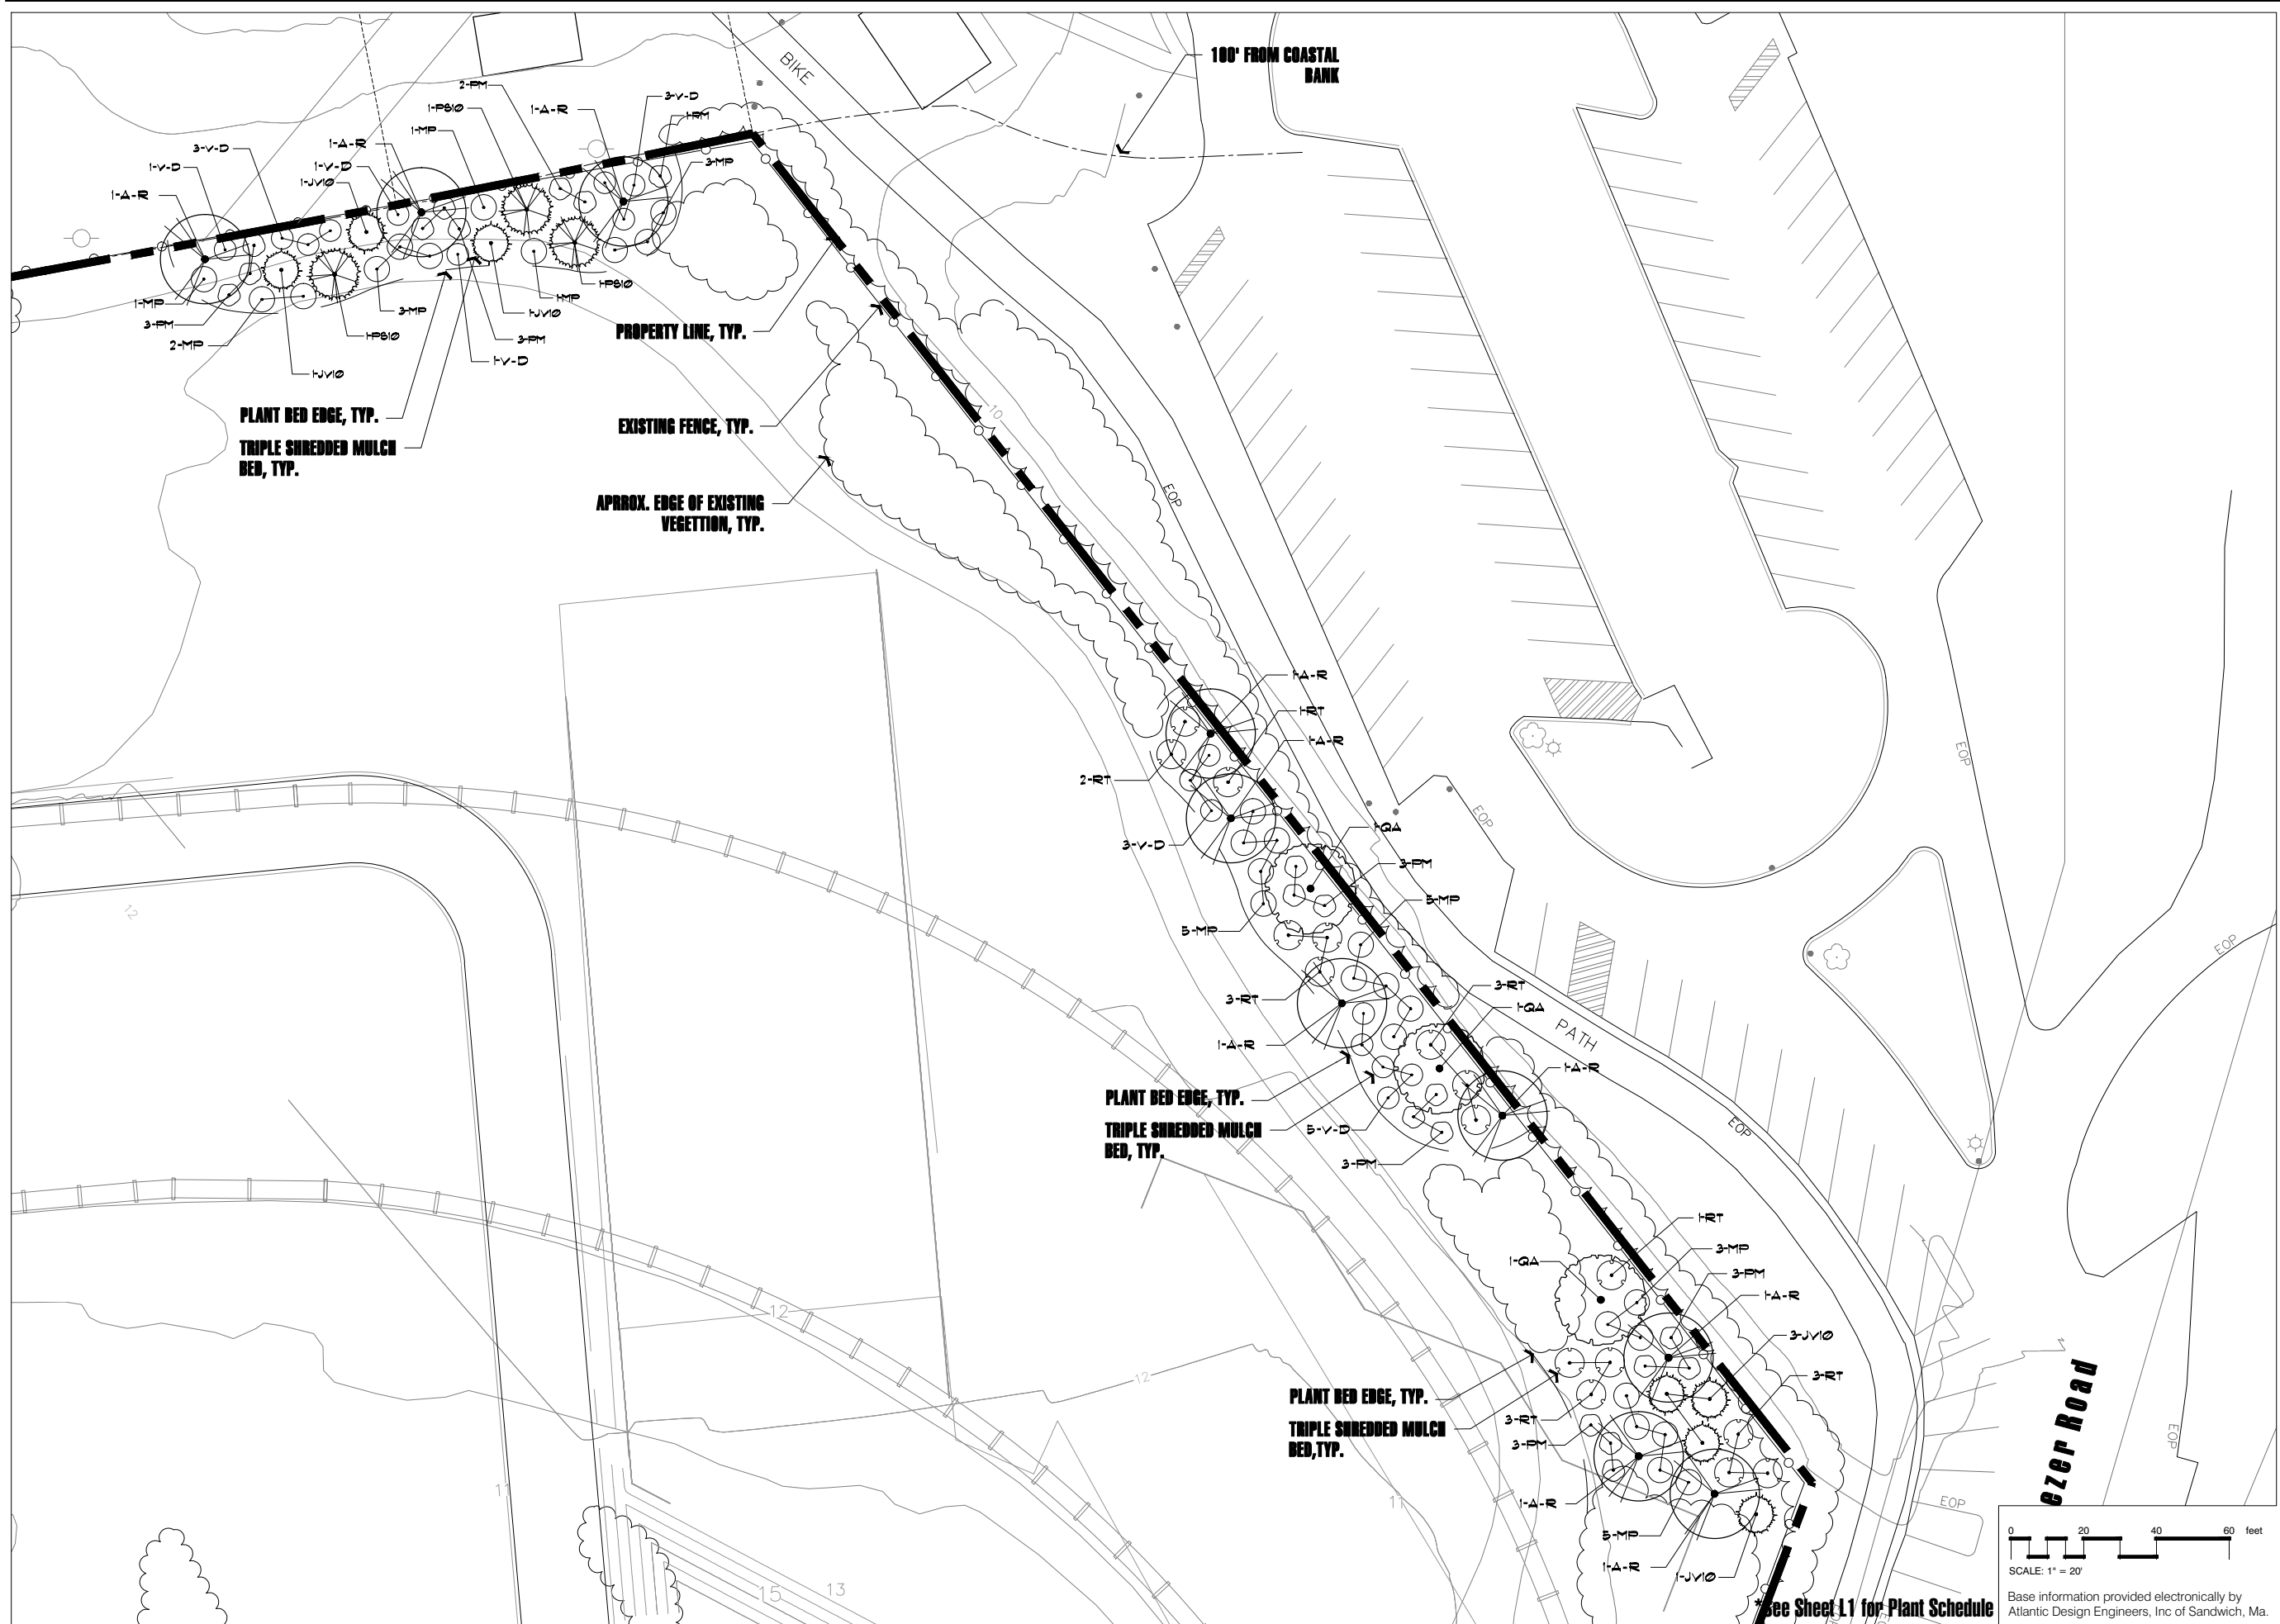 100' FROM COASTAL
BANK
BIKE
2-PM
1-PS10
1-A-R
3-V-D
1-RM
1-MP
3-MP
3-V-D
1-A-R
1-V-D
1-V-D
1-JV10
1-A-R
1-MP
3-PM
2-MP
1-JV10
1-PS10
3-MP
3-PM
1-V-D
1-JV10
1-MP
1-PS10
PROPERTY LINE, TYP.
PLANT BED EDGE, TYP.
TRIPLE SHREDDED MULCH
BED, TYP.
EXISTING FENCE, TYP.
10
APRROX. EDGE OF EXISTING
VEGETTION, TYP.
EOP
1-A-R
1-RT
1-A-R
2-RT
EOP
EOP
3-V-D
1-QA
3-PM
5-MP
5-MP
12
EOP
3-RT
3-RT
1-QA
PATH
1-A-R
1-A-R
PLANT BED EDGE, TYP.
TRIPLE SHREDDED MULCH
BED, TYP.
5-V-D
EOP
3-PM
1-RT
1-QA
3-MP
3-PM
1-A-R
12
3-JV10
12
3-RT
PLANT BED EDGE, TYP.
TRIPLE SHREDDED MULCH
BED,TYP.
3-RT
3-PM
ezer Road
EOP
11
11
1-A-R
EOP
5-MP
1-A-R
1-JV10
15
13
0 20 40 60 feet
SCALE: 1" = 20'
Base information provided electronically by
Atlantic Design Engineers, Inc of Sandwich, Ma.
*See Sheet L1 for Plant Schedule